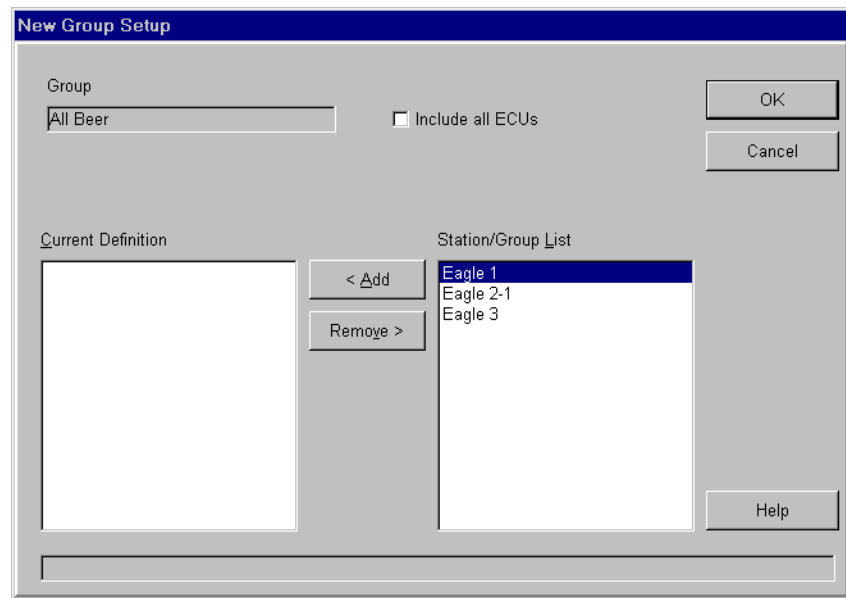 New Group Setup
Group
All Beer
Include all ECUs
OK
Cancel
Current Definition
Station/Group List
< Add
Remove >
Eagle 1
Eagle 2-1
Eagle 3
Help